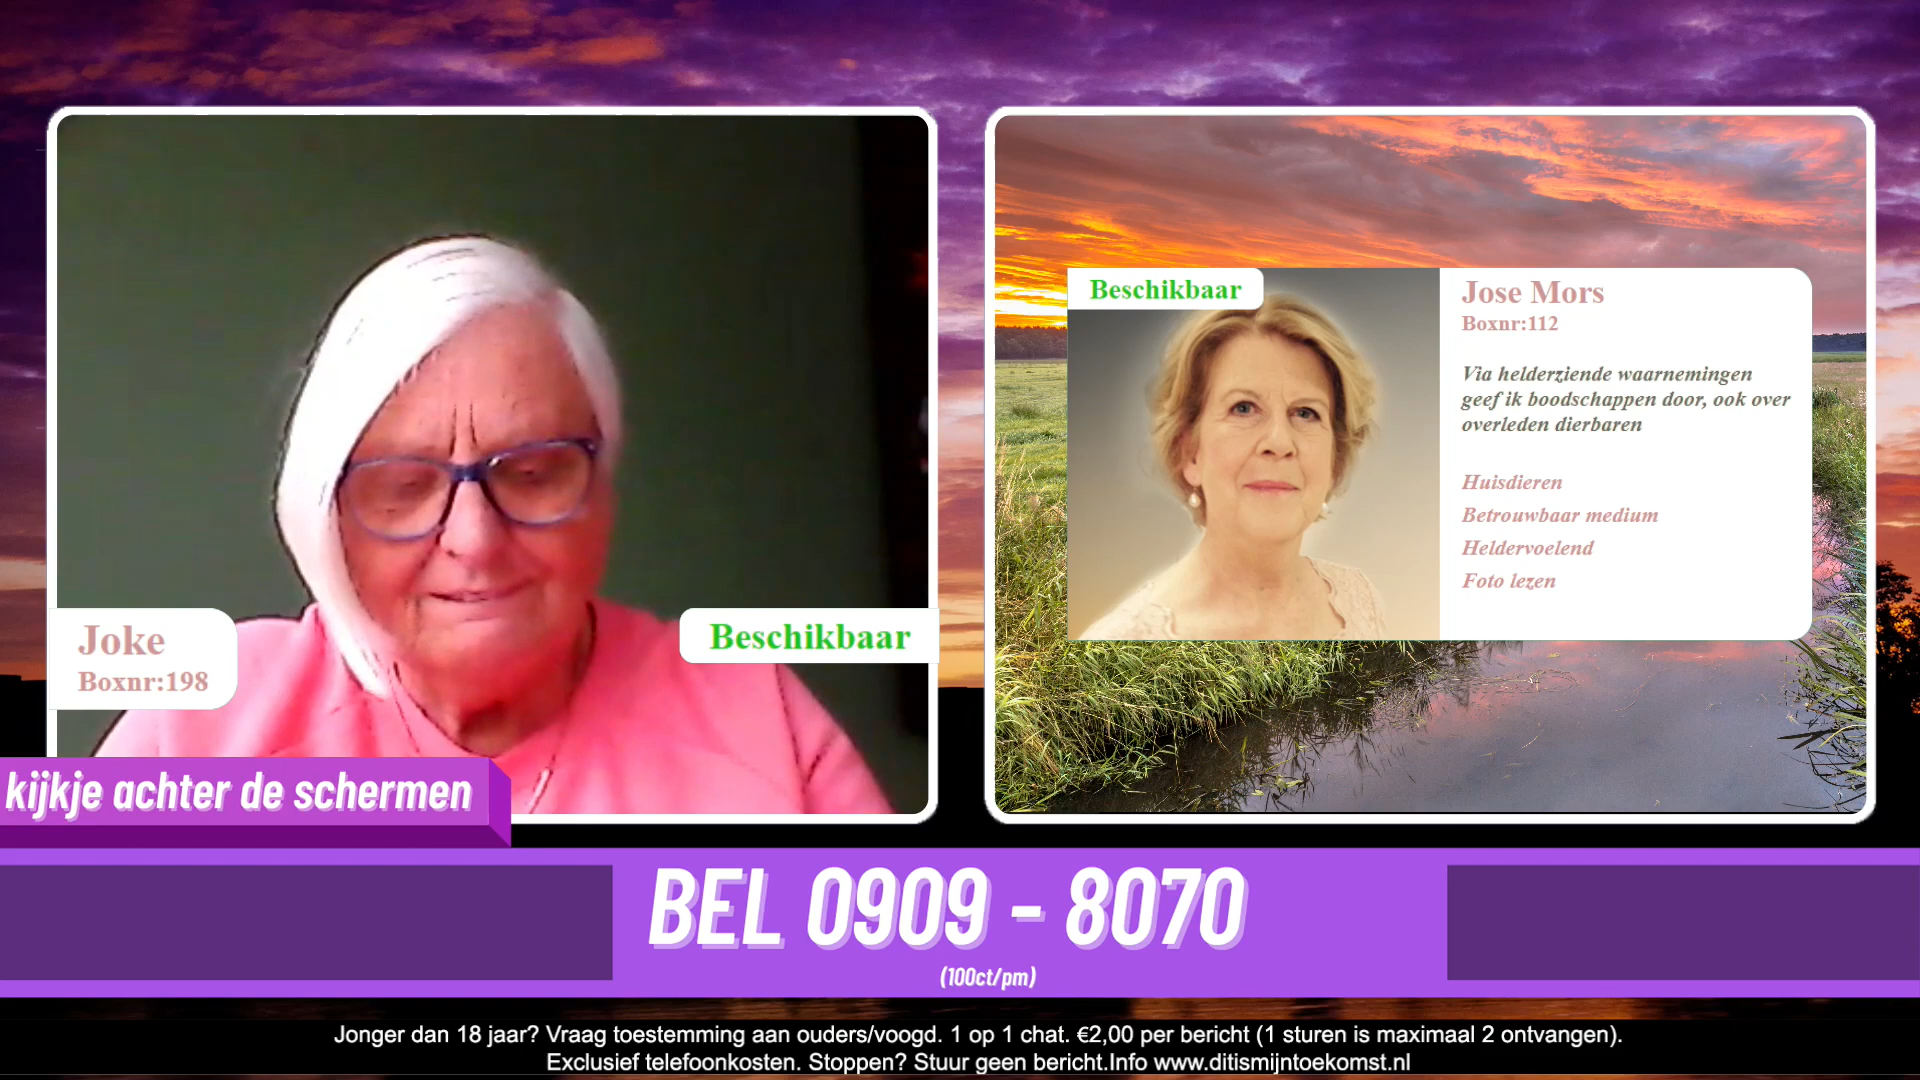 Joke
Boxnr:198
Beschikbaar
Beschikbaar
Jose Mors
Boxnr:112
Via helderziende waarnemingen
geef ik boodschappen door, ook over
overleden dierbaren
Huisdieren
Betrouwbaar medium
Heldervoelend
Foto lezen
kijkje achter de schermen
BEL 0909 - 8070
(100ct/pm)
Jonger dan 18 jaar? Vraag toestemming aan ouders/voogd. 1 op 1 chat. €2,00 per bericht (1 sturen is maximaal 2 ontvangen).
Exclusief telefoonkosten. Stoppen? Stuur geen bericht.Info www.ditismijntoekomst.nl